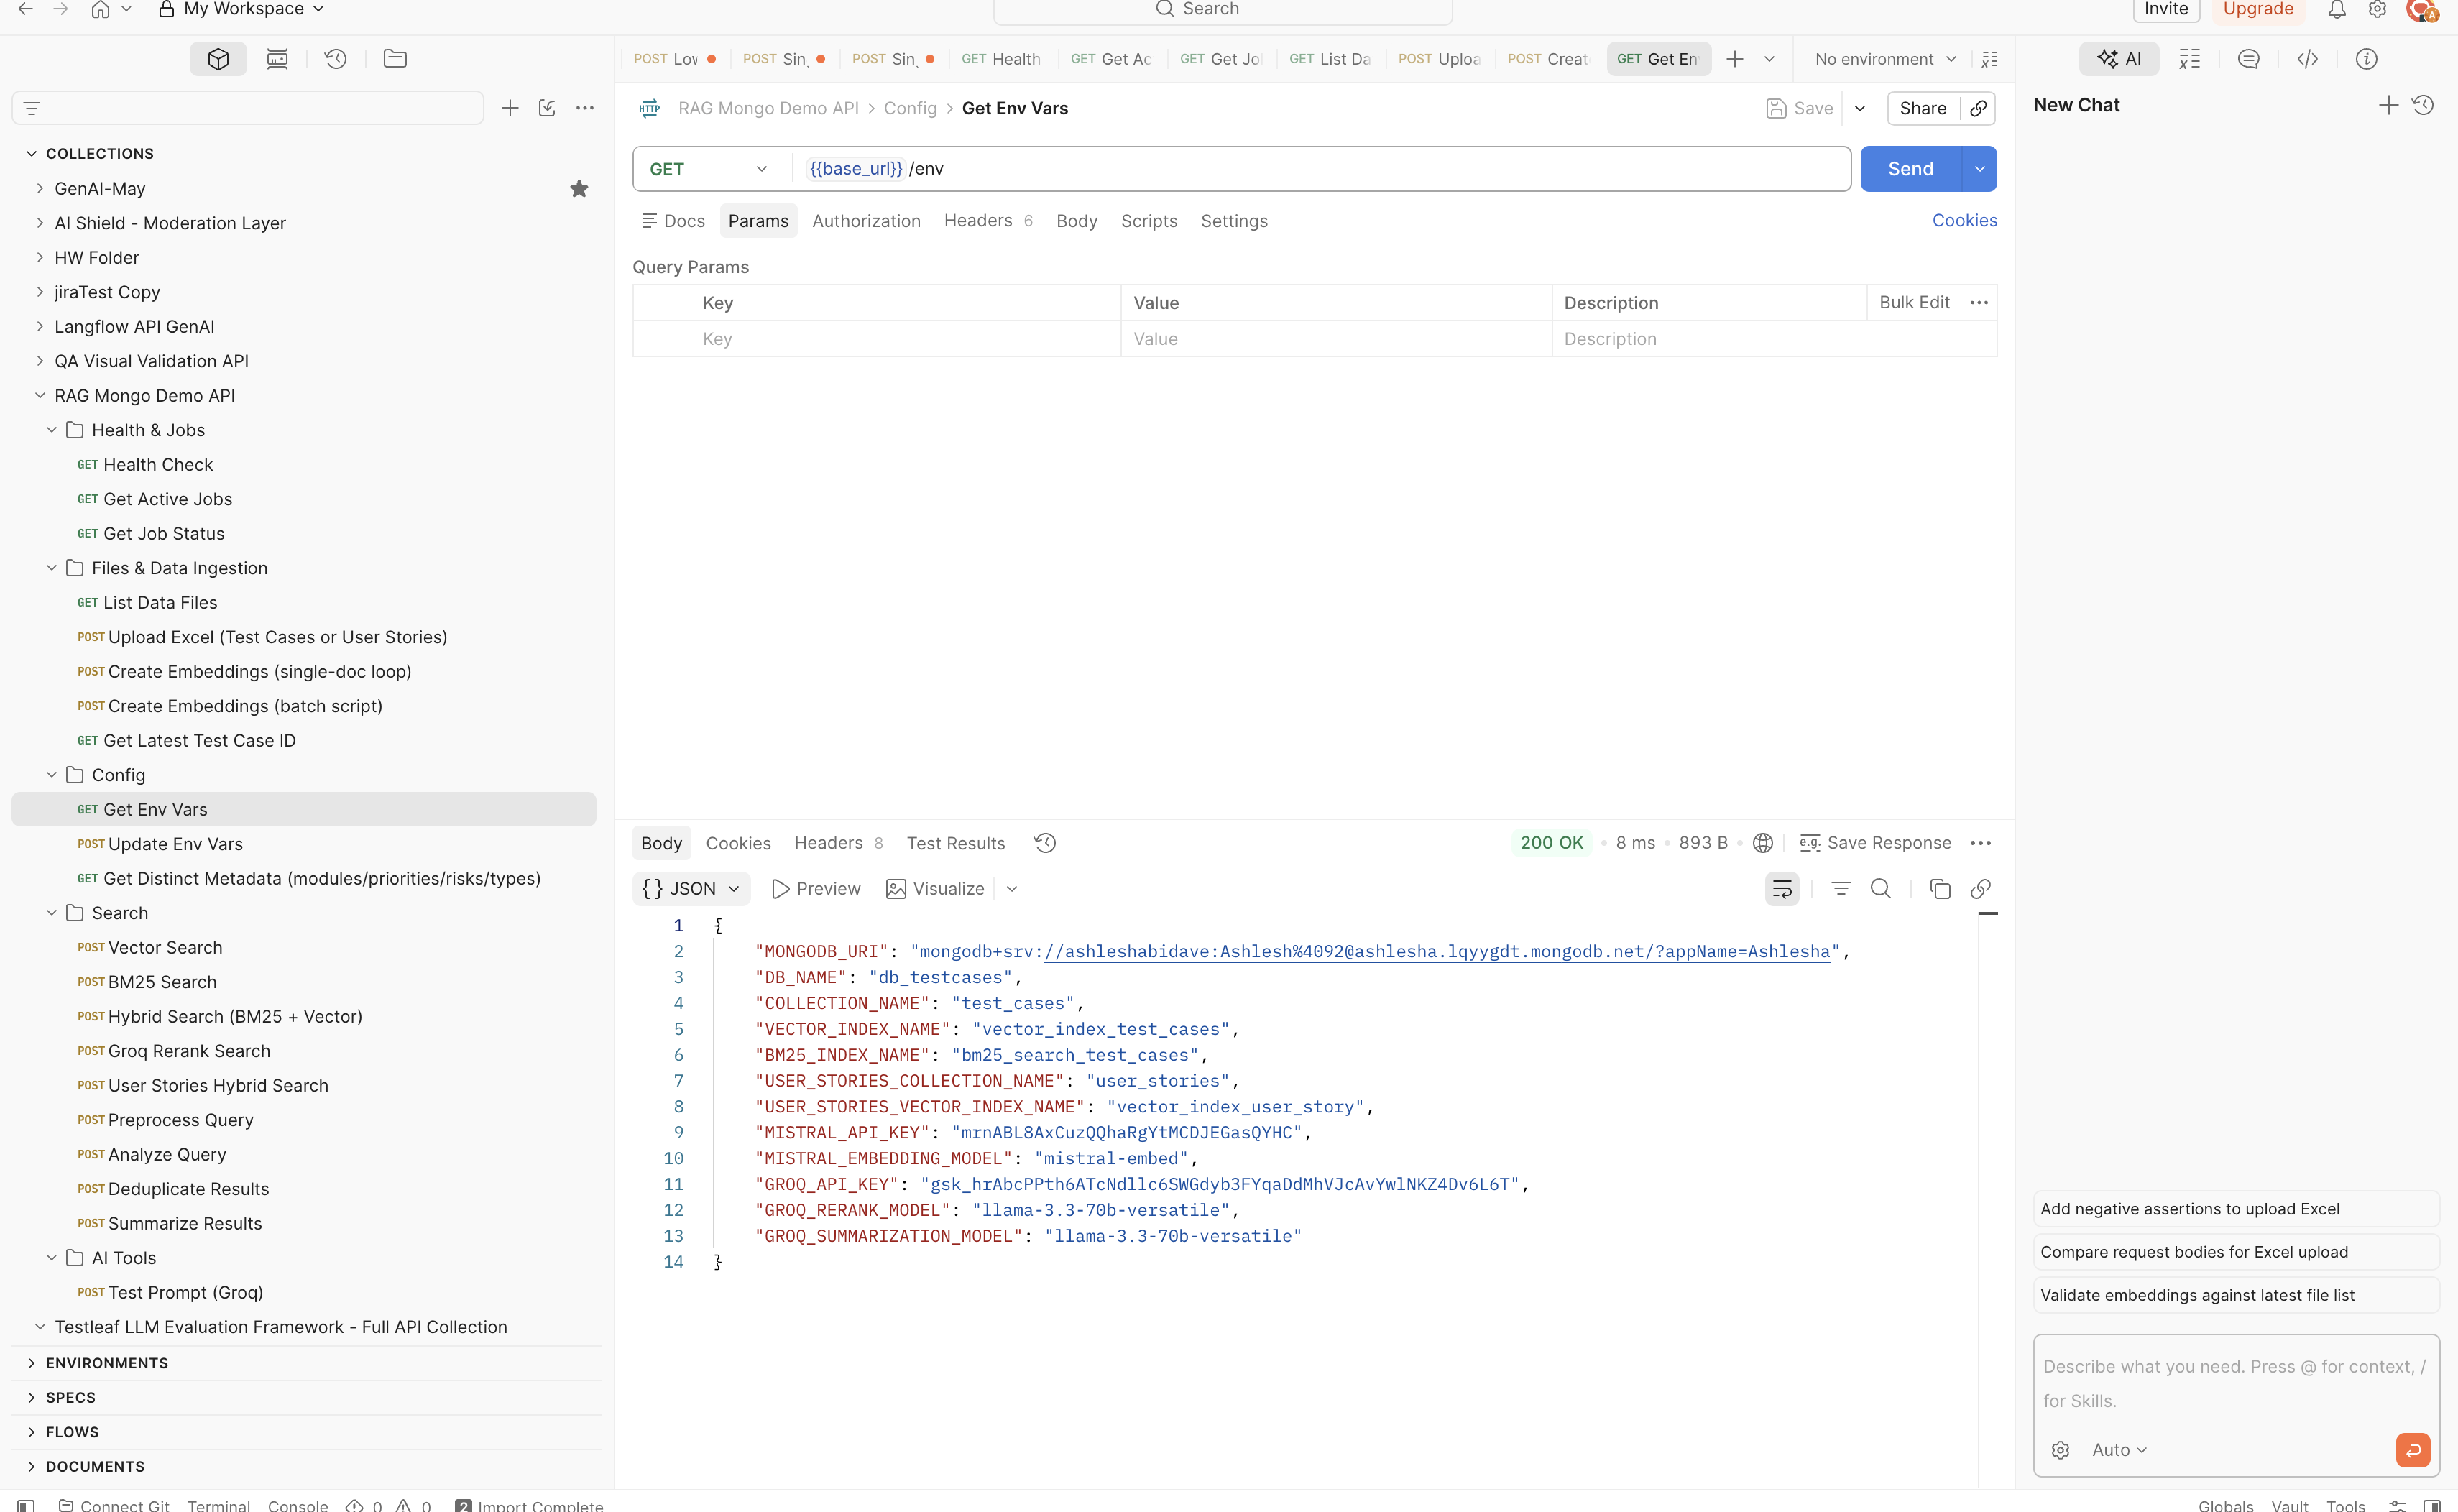 My Workspace
Search
Invite
Upgrade
POST Lov
POST Sin
POST Sin
GET Health
GET Get Ac
GET Get Jo
GET List Da
POST Uploa
POST Creat
GET Get En
No environment
AI
RAG Mongo Demo API > Config > Get Env Vars
Save
Share
New Chat
COLLECTIONS
GenAI-May
AI Shield - Moderation Layer
HW Folder
jiraTest Copy
Langflow API GenAI
QA Visual Validation API
RAG Mongo Demo API
Health & Jobs
GET Health Check
GET Get Active Jobs
GET Get Job Status
Files & Data Ingestion
GET List Data Files
POST Upload Excel (Test Cases or User Stories)
POST Create Embeddings (single-doc loop)
POST Create Embeddings (batch script)
GET Get Latest Test Case ID
Config
GET Get Env Vars
POST Update Env Vars
GET Get Distinct Metadata (modules/priorities/risks/types)
Search
POST Vector Search
POST BM25 Search
POST Hybrid Search (BM25 + Vector)
POST Groq Rerank Search
POST User Stories Hybrid Search
POST Preprocess Query
POST Analyze Query
POST Deduplicate Results
POST Summarize Results
AI Tools
POST Test Prompt (Groq)
Testleaf LLM Evaluation Framework - Full API Collection
ENVIRONMENTS
SPECS
FLOWS
DOCUMENTS
HTTP
GET
{{base_url}} /env
Send
Docs
Params
Authorization
Headers 6
Body
Scripts
Settings
Cookies
Query Params
Key Value Description Bulk Edit
Key Value Description
Body
Cookies
Headers 8
Test Results
200 OK
8 ms
893 B
e.g. Save Response
{} JSON
Preview
Visualize
1 {
2 "MONGODB_URI": "mongodb+srv://ashleshabidave:Ashlesh%4092@ashlesha.lqyygdt.mongodb.net/?appName=Ashlesha",
3 "DB_NAME": "db_testcases",
4 "COLLECTION_NAME": "test_cases",
5 "VECTOR_INDEX_NAME": "vector_index_test_cases",
6 "BM25_INDEX_NAME": "bm25_search_test_cases",
7 "USER_STORIES_COLLECTION_NAME": "user_stories",
8 "USER_STORIES_VECTOR_INDEX_NAME": "vector_index_user_story",
9 "MISTRAL_API_KEY": "mrnABL8AxCuzQQhaRgYtMCDJEGasQYHC",
10 "MISTRAL_EMBEDDING_MODEL": "mistral-embed",
11 "GROQ_API_KEY": "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",
12 "GROQ_RERANK_MODEL": "llama-3.3-70b-versatile",
13 "GROQ_SUMMARIZATION_MODEL": "llama-3.3-70b-versatile"
14 }
Add negative assertions to upload Excel
Compare request bodies for Excel upload
Validate embeddings against latest file list
Describe what you need. Press @ for context, /
for Skills.
Auto
Connect Git
Terminal
Console
0
0
2 Import Complete
Globals
Vault
Tools